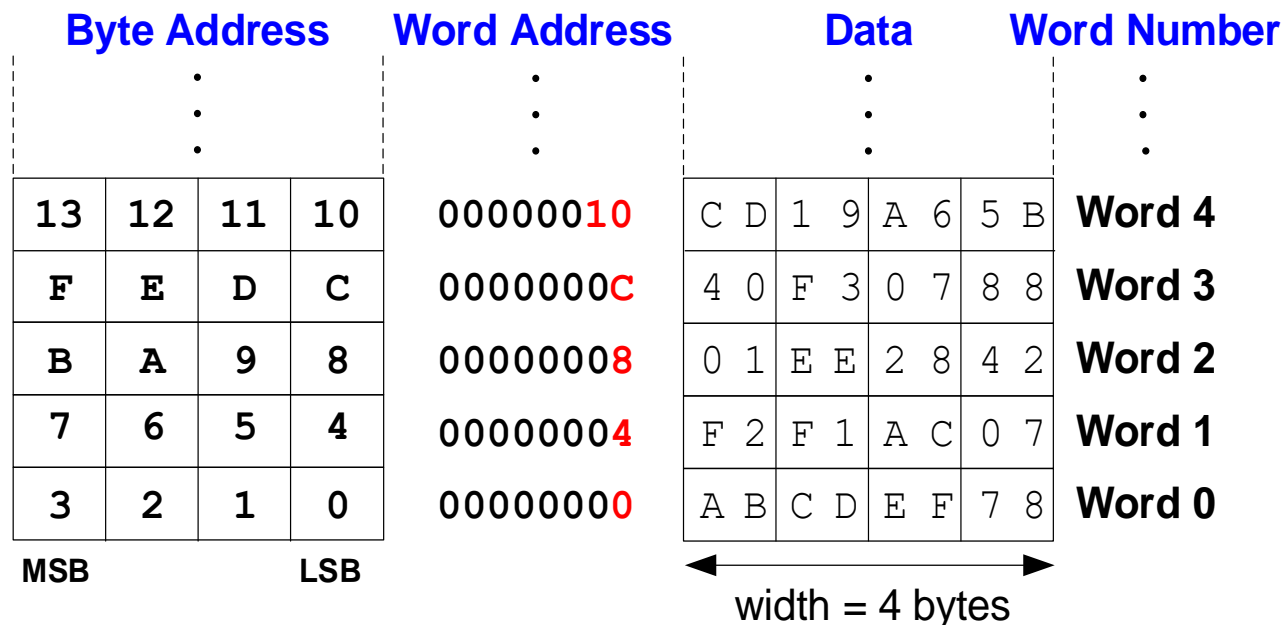 Byte Address Word Address Data Word Number
13 12 11 10 00000010 C D 1 9 A 6 5 B Word 4
F E D C 0000000C 4 0 F 3 0 7 8 8 Word 3
B A 9 8 00000008 0 1 E E 2 8 4 2 Word 2
7 6 5 4 00000004 F 2 F 1 A C 0 7 Word 1
3 2 1 0 00000000 A B C D E F 7 8 Word 0
MSB LSB
width = 4 bytes